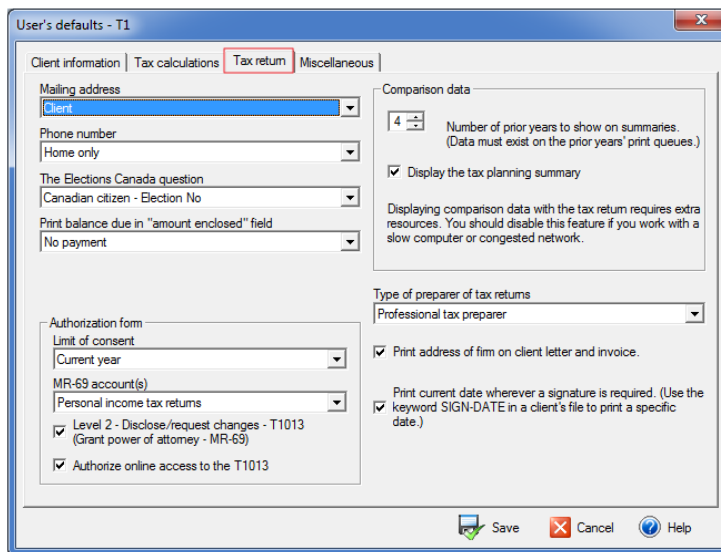 User's defaults - T1
x
Client information
Tax calculations
Tax return
Miscellaneous
Mailing address
Client
Phone number
Home only
The Elections Canada question
Canadian citizen - Election No
Print balance due in "amount enclosed" field
No payment
Authorization form
Limit of consent
Current year
MR-69 account(s)
Personal income tax returns
Level 2 - Disclose/request changes - T1013
(Grant power of attorney - MR-69)
Authorize online access to the T1013
Comparison data
4
Number of prior years to show on summaries.
(Data must exist on the prior years' print queues.)
Display the tax planning summary
Displaying comparison data with the tax return requires extra
resources. You should disable this feature if you work with a
slow computer or congested network.
Type of preparer of tax returns
Professional tax preparer
Print address of firm on client letter and invoice.
Print current date wherever a signature is required. (Use the
keyword SIGN-DATE in a client's file to print a specific
date.)
Save
Cancel
Help